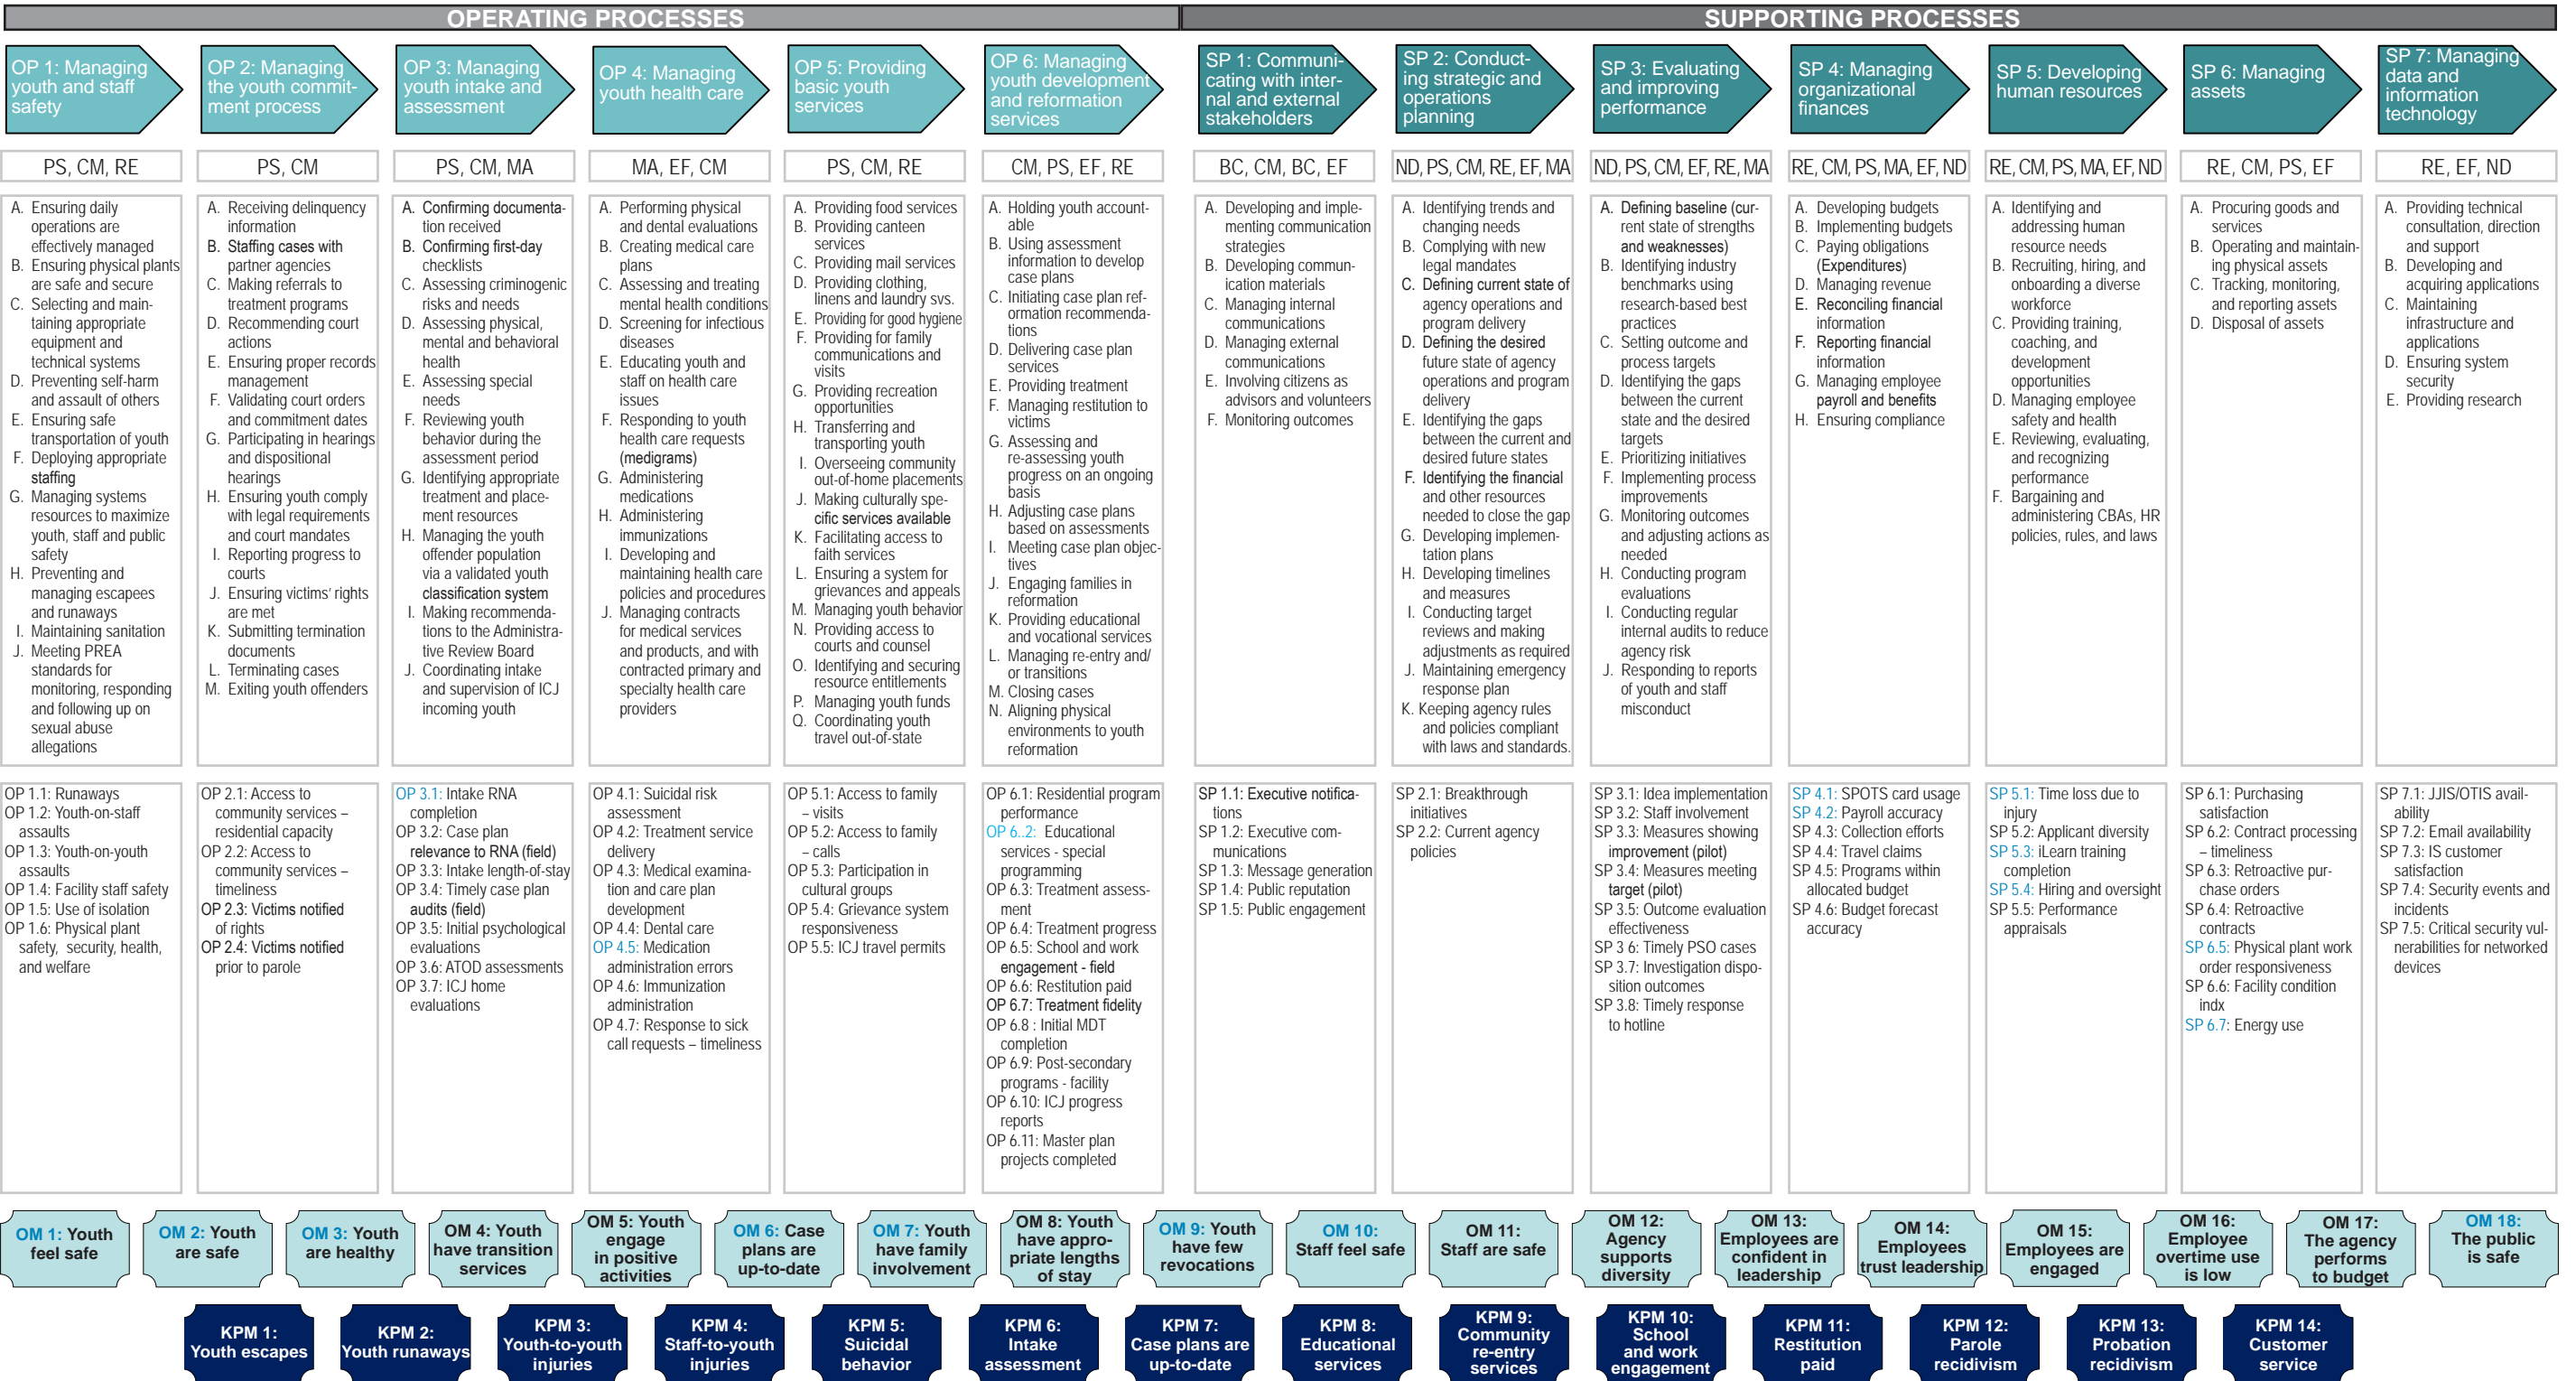 OPERATING PROCESSES
SUPPORTING PROCESSES
OP 1: Managing
youth and staff
safety
OP 2: Managing
the youth commit-
ment process
OP 3: Managing
youth intake and
assessment
OP 4: Managing
youth health care
OP 5: Providing
basic youth
services
OP 6: Managing
youth development
and reformation
services
SP 1: Communi-
cating with inter-
nal and external
stakeholders
SP 2: Conduct-
ing strategic and
operations
planning
SP 3: Evaluating
and improving
performance
SP 4: Managing
organizational
finances
SP 5: Developing
human resources
SP 6: Managing
assets
SP 7: Managing
data and
information
technology
PS, CM, RE
PS, CM
PS, CM, MA
MA, EF, CM
PS, CM, RE
CM, PS, EF, RE
BC, CM, BC, EF
ND, PS, CM, RE, EF, MA
ND, PS, CM, EF, RE, MA
RE, CM, PS, MA, EF, ND
RE, CM, PS, MA, EF, ND
RE, CM, PS, EF
RE, EF, ND
A. Ensuring daily
operations are
effectively managed
B. Ensuring physical plants
are safe and secure
C. Selecting and main-
taining appropriate
equipment and
technical systems
D. Preventing self-harm
and assault of others
E. Ensuring safe
transportation of youth
F. Deploying appropriate
staffing
G. Managing systems
resources to maximize
youth, staff and public
safety
H. Preventing and
managing escapees
and runaways
I. Maintaining sanitation
J. Meeting PREA
standards for
monitoring, responding
and following up on
sexual abuse
allegations
A. Receiving delinquency
information
B. Staffing cases with
partner agencies
C. Making referrals to
treatment programs
D. Recommending court
actions
E. Ensuring proper records
management
F. Validating court orders
and commitment dates
G. Participating in hearings
and dispositional
hearings
H. Ensuring youth comply
with legal requirements
and court mandates
I. Reporting progress to
courts
J. Ensuring victims' rights
are met
K. Submitting termination
documents
L. Terminating cases
M. Exiting youth offenders
A. Confirming documenta-
tion received
B. Confirming first-day
checklists
C. Assessing criminogenic
risks and needs
D. Assessing physical,
mental and behavioral
health
E. Assessing special
needs
F. Reviewing youth
behavior during the
assessment period
G. Identifying appropriate
treatment and place-
ment resources
H. Managing the youth
offender population
via a validated youth
classification system
I. Making recommenda-
tions to the Administra-
tive Review Board
J. Coordinating intake
and supervision of ICJ
incoming youth
A. Performing physical
and dental evaluations
B. Creating medical care
plans
C. Assessing and treating
mental health conditions
D. Screening for infectious
diseases
E. Educating youth and
staff on health care
issues
F. Responding to youth
health care requests
(medigrams)
G. Administering
medications
H. Administering
immunizations
I. Developing and
maintaining health care
policies and procedures
J. Managing contracts
for medical services
and products, and with
contracted primary and
specialty health care
providers
A. Providing food services
B. Providing canteen
services
C. Providing mail services
D. Providing clothing,
linens and laundry svs.
E. Providing for good hygiene
F. Providing for family
communications and
visits
G. Providing recreation
opportunities
H. Transferring and
transporting youth
I. Overseeing community
out-of-home placements
J. Making culturally spe-
cific services available
K. Facilitating access to
faith services
L. Ensuring a system for
grievances and appeals
M. Managing youth behavior
N. Providing access to
courts and counsel
O. Identifying and securing
resource entitlements
P. Managing youth funds
Q. Coordinating youth
travel out-of-state
A. Holding youth account-
able
B. Using assessment
information to develop
case plans
C. Initiating case plan ref-
ormation recommenda-
tions
D. Delivering case plan
services
E. Providing treatment
F. Managing restitution to
victims
G. Assessing and
re-assessing youth
progress on an ongoing
basis
H. Adjusting case plans
based on assessments
I. Meeting case plan objec-
tives
J. Engaging families in
reformation
K. Providing educational
and vocational services
L. Managing re-entry and/
or transitions
M. Closing cases
N. Aligning physical
environments to youth
reformation
A. Developing and imple-
menting communication
strategies
B. Developing commun-
ication materials
C. Managing internal
communications
D. Managing external
communications
E. Involving citizens as
advisors and volunteers
F. Monitoring outcomes
A. Identifying trends and
changing needs
B. Complying with new
legal mandates
C. Defining current state of
agency operations and
program delivery
D. Defining the desired
future state of agency
operations and program
delivery
E. Identifying the gaps
between the current and
desired future states
F. Identifying the financial
and other resources
needed to close the gap
G. Developing implemen-
tation plans
H. Developing timelines
and measures
I. Conducting target
reviews and making
adjustments as required
J. Maintaining emergency
response plan
K. Keeping agency rules
and policies compliant
with laws and standards.
A. Defining baseline (cur-
rent state of strengths
and weaknesses)
B. Identifying industry
benchmarks using
research-based best
practices
C. Setting outcome and
process targets
D. Identifying the gaps
between the current
state and the desired
targets
E. Prioritizing initiatives
F. Implementing process
improvements
G. Monitoring outcomes
and adjusting actions as
needed
H. Conducting program
evaluations
I. Conducting regular
internal audits to reduce
agency risk
J. Responding to reports
of youth and staff
misconduct
A. Developing budgets
B. Implementing budgets
C. Paying obligations
(Expenditures)
D. Managing revenue
E. Reconciling financial
information
F. Reporting financial
information
G. Managing employee
payroll and benefits
H. Ensuring compliance
A. Identifying and
addressing human
resource needs
B. Recruiting, hiring, and
onboarding a diverse
workforce
C. Providing training,
coaching, and
development
opportunities
D. Managing employee
safety and health
E. Reviewing, evaluating,
and recognizing
performance
F. Bargaining and
administering CBAs, HR
policies, rules, and laws
A. Procuring goods and
services
B. Operating and maintain-
ing physical assets
C. Tracking, monitoring,
and reporting assets
D. Disposal of assets
A. Providing technical
consultation, direction
and support
B. Developing and
acquiring applications
C. Maintaining
infrastructure and
applications
D. Ensuring system
security
E. Providing research
OP 1.1: Runaways
OP 1.2: Youth-on-staff
assaults
OP 1.3: Youth-on-youth
assaults
OP 1.4: Facility staff safety
OP 1.5: Use of isolation
OP 1.6: Physical plant
safety, security, health,
and welfare
OP 2.1: Access to
community services –
residential capacity
OP 2.2: Access to
community services –
timeliness
OP 2.3: Victims notified
of rights
OP 2.4: Victims notified
prior to parole
OP 3.1: Intake RNA
completion
OP 3.2: Case plan
relevance to RNA (field)
OP 3.3: Intake length-of-stay
OP 3.4: Timely case plan
audits (field)
OP 3.5: Initial psychological
evaluations
OP 3.6: ATOD assessments
OP 3.7: ICJ home
evaluations
OP 4.1: Suicidal risk
assessment
OP 4.2: Treatment service
delivery
OP 4.3: Medical examina-
tion and care plan
development
OP 4.4: Dental care
OP 4.5: Medication
administration errors
OP 4.6: Immunization
administration
OP 4.7: Response to sick
call requests – timeliness
OP 5.1: Access to family
– visits
OP 5.2: Access to family
– calls
OP 5.3: Participation in
cultural groups
OP 5.4: Grievance system
responsiveness
OP 5.5: ICJ travel permits
OP 6.1: Residential program
performance
OP 6..2: Educational
services - special
programming
OP 6.3: Treatment assess-
ment
OP 6.4: Treatment progress
OP 6.5: School and work
engagement - field
OP 6.6: Restitution paid
OP 6.7: Treatment fidelity
OP 6.8 : Initial MDT
completion
OP 6.9: Post-secondary
programs - facility
OP 6.10: ICJ progress
reports
OP 6.11: Master plan
projects completed
SP 1.1: Executive notifica-
tions
SP 1.2: Executive com-
munications
SP 1.3: Message generation
SP 1.4: Public reputation
SP 1.5: Public engagement
SP 2.1: Breakthrough
initiatives
SP 2.2: Current agency
policies
SP 3.1: Idea implementation
SP 3.2: Staff involvement
SP 3.3: Measures showing
improvement (pilot)
SP 3.4: Measures meeting
target (pilot)
SP 3.5: Outcome evaluation
effectiveness
SP 3 6: Timely PSO cases
SP 3.7: Investigation dispo-
sition outcomes
SP 3.8: Timely response
to hotline
SP 4.1: SPOTS card usage
SP 4.2: Payroll accuracy
SP 4.3: Collection efforts
SP 4.4: Travel claims
SP 4.5: Programs within
allocated budget
SP 4.6: Budget forecast
accuracy
SP 5.1: Time loss due to
injury
SP 5.2: Applicant diversity
SP 5.3: iLearn training
completion
SP 5.4: Hiring and oversight
SP 5.5: Performance
appraisals
SP 6.1: Purchasing
satisfaction
SP 6.2: Contract processing
– timeliness
SP 6.3: Retroactive pur-
chase orders
SP 6.4: Retroactive
contracts
SP 6.5: Physical plant work
order responsiveness
SP 6.6: Facility condition
indx
SP 6.7: Energy use
SP 7.1: JJIS/OTIS avail-
ability
SP 7.2: Email availability
SP 7.3: IS customer
satisfaction
SP 7.4: Security events and
incidents
SP 7.5: Critical security vul-
nerabilities for networked
devices
OM 1: Youth
feel safe
OM 2: Youth
are safe
OM 3: Youth
are healthy
OM 4: Youth
have transition
services
OM 5: Youth
engage
in positive
activities
OM 6: Case
plans are
up-to-date
OM 7: Youth
have family
involvement
OM 8: Youth
have appro-
priate lengths
of stay
OM 9: Youth
have few
revocations
OM 10:
Staff feel safe
OM 11:
Staff are safe
OM 12:
Agency
supports
diversity
OM 13:
Employees are
confident in
leadership
OM 14:
Employees
trust leadership
OM 15:
Employees are
engaged
OM 16:
Employee
overtime use
is low
OM 17:
The agency
performs
to budget
OM 18:
The public
is safe
KPM 1:
Youth escapes
KPM 2:
Youth runaways
KPM 3:
Youth-to-youth
injuries
KPM 4:
Staff-to-youth
injuries
KPM 5:
Suicidal
behavior
KPM 6:
Intake
assessment
KPM 7:
Case plans are
up-to-date
KPM 8:
Educational
services
KPM 9:
Community
re-entry
services
KPM 10:
School
and work
engagement
KPM 11:
Restitution
paid
KPM 12:
Parole
recidivism
KPM 13:
Probation
recidivism
KPM 14:
Customer
service